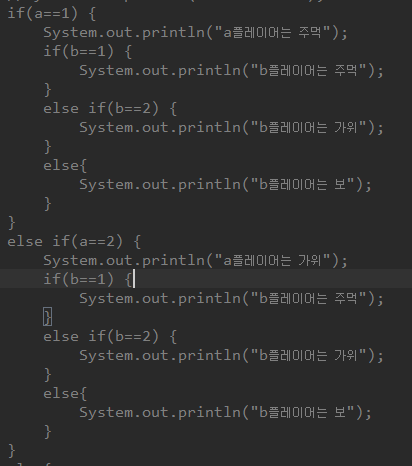 if(a==1) {
System.out.println("a플레이어는 주먹");
if(b==1) {
System.out.println("b플레이어는 주먹");
}
else if(b==2) {
System.out.println("b플레이어는 가위");
}
else{
System.out.println("b플레이어는 보");
}
}
else if(a==2) {
System.out.println("a플레이어는 가위");
if(b==1) {
System.out.println("b플레이어는 주먹");
}
else if(b==2) {
System.out.println("b플레이어는 가위");
}
else{
System.out.println("b플레이어는 보");
}
}